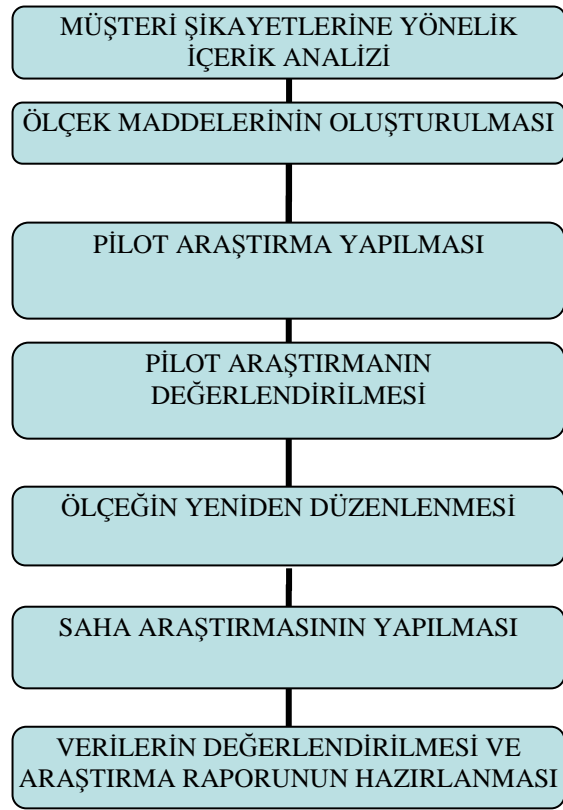 MÜŞTERİ ŞİKAYETLERİNE YÖNELİK
İÇERİK ANALİZİ
ÖLÇEK MADDELERİNİN OLUŞTURULMASI
PİLOT ARAŞTIRMA YAPILMASI
PİLOT ARAŞTIRMANIN
DEĞERLENDİRİLMESİ
ÖLÇEĞİN YENİDEN DÜZENLENMESİ
SAHA ARAŞTIRMASININ YAPILMASI
VERİLERİN DEĞERLENDİRİLMESİ VE
ARAŞTIRMA RAPORUNUN HAZIRLANMASI